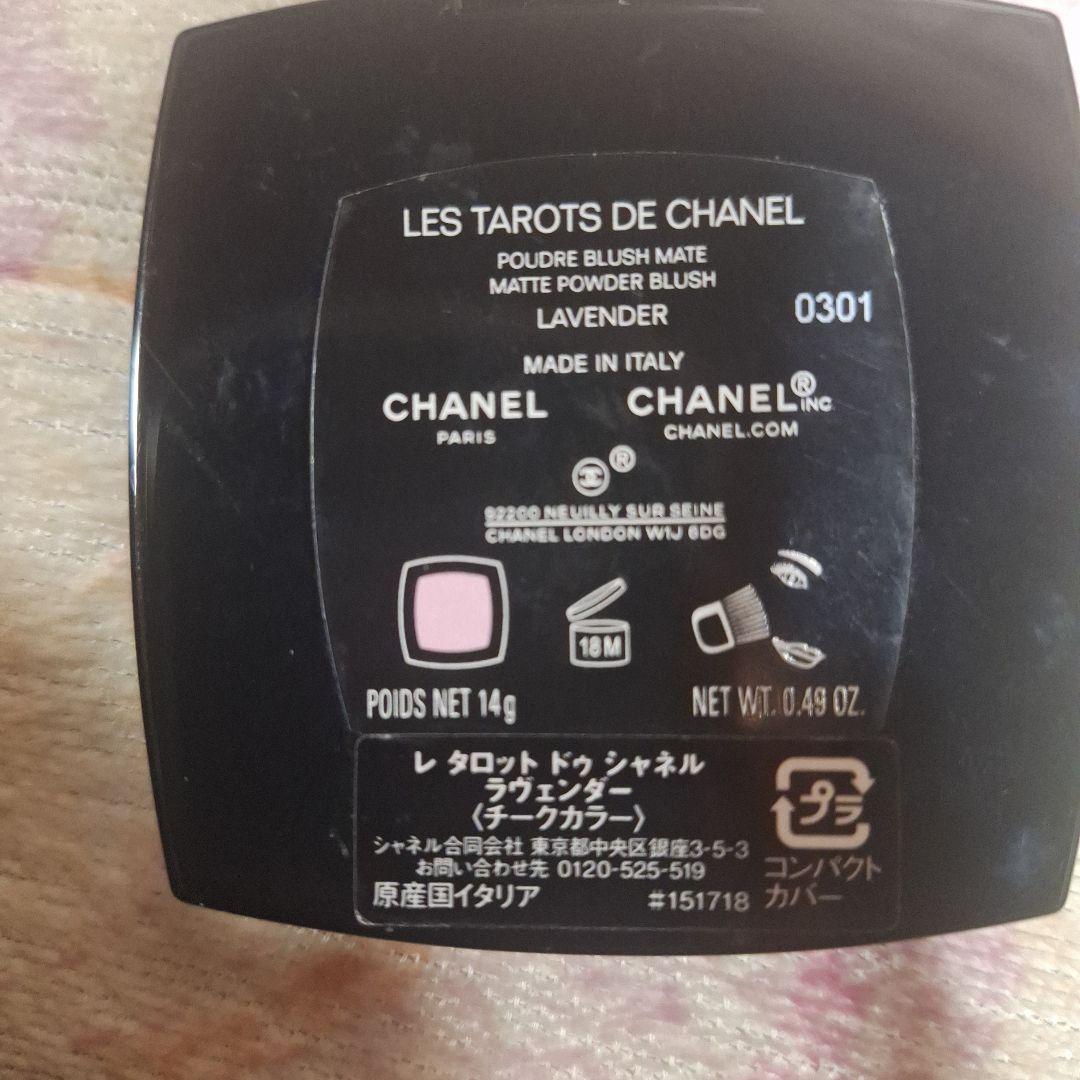 LES TAROTS DE CHANEL
POUDRE BLUSH MATE
MATTE POWDER BLUSH
LAVENDER 0301
MADE IN ITALY
CHANEL CHANEL® INC
PARIS CHANEL.COM
®
92200 NEUILLY SUR SEINE
CHANEL LONDON W1J 6DG
18M
POIDS NET 14g NET WT. 0.49 OZ.
レ タロット ドゥ シャネル
ラヴェンダー
〈チークカラー〉
シャネル合同会社 東京都中央区銀座3-5-3
お問い合わせ先 0120-525-519
原産国イタリア #151718
プラ
コンパクト
カバー